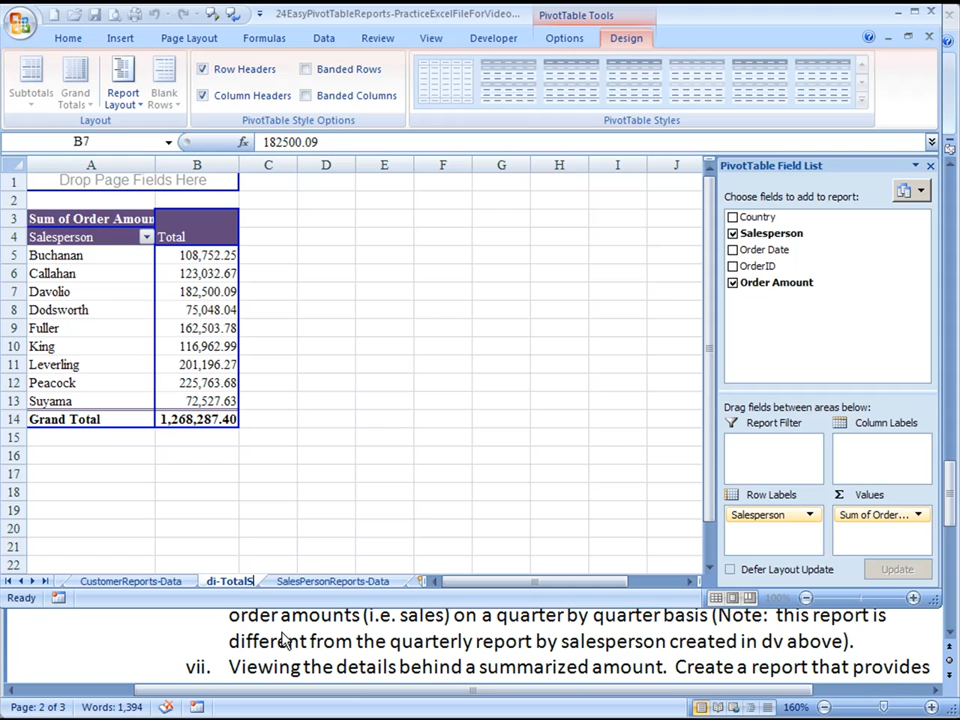 24EasyPivotTableReports-PracticeExcelFileForVideo...
PivotTable Tools
Home Insert Page Layout Formulas Data Review View Developer Options Design
Subtotals Grand Totals Report Layout Blank Rows
Row Headers Banded Rows
Column Headers Banded Columns
Layout PivotTable Style Options PivotTable Styles
B7 fx 182500.09
A B C D E F G H I J
1 Drop Page Fields Here
2
3 Sum of Order Amoun
4 Salesperson Total
5 Buchanan 108,752.25
6 Callahan 123,032.67
7 Davolio 182,500.09
8 Dodsworth 75,048.04
9 Fuller 162,503.78
10 King 116,962.99
11 Leverling 201,196.27
12 Peacock 225,763.68
13 Suyama 72,527.63
14 Grand Total 1,268,287.40
15
16
17
18
19
20
21
22
PivotTable Field List
Choose fields to add to report:
Country
Salesperson
Order Date
OrderID
Order Amount
Drag fields between areas below:
Report Filter Column Labels
Row Labels Σ Values
Salesperson Sum of Order...
Defer Layout Update Update
CustomerReports-Data di-TotalS SalesPersonReports-Data
Ready 100%
order amounts (i.e. sales) on a quarter by quarter basis (Note: this report is
different from the quarterly report by salesperson created in dv above).
vii. Viewing the details behind a summarized amount. Create a report that provides
Page: 2 of 3 Words: 1,394 160%